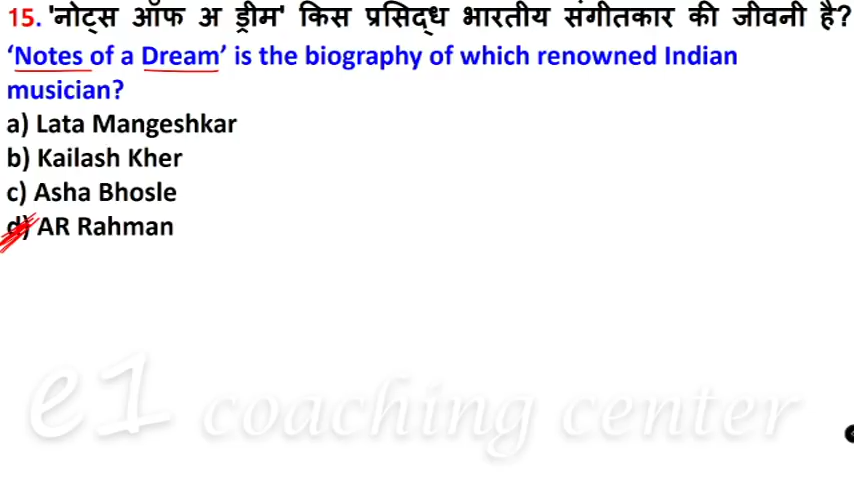 15. 'नोट्स ऑफ अ ड्रीम' किस प्रसिद्ध भारतीय संगीतकार की जीवनी है?
‘Notes of a Dream’ is the biography of which renowned Indian
musician?
a) Lata Mangeshkar
b) Kailash Kher
c) Asha Bhosle
d) AR Rahman
e1 coaching center